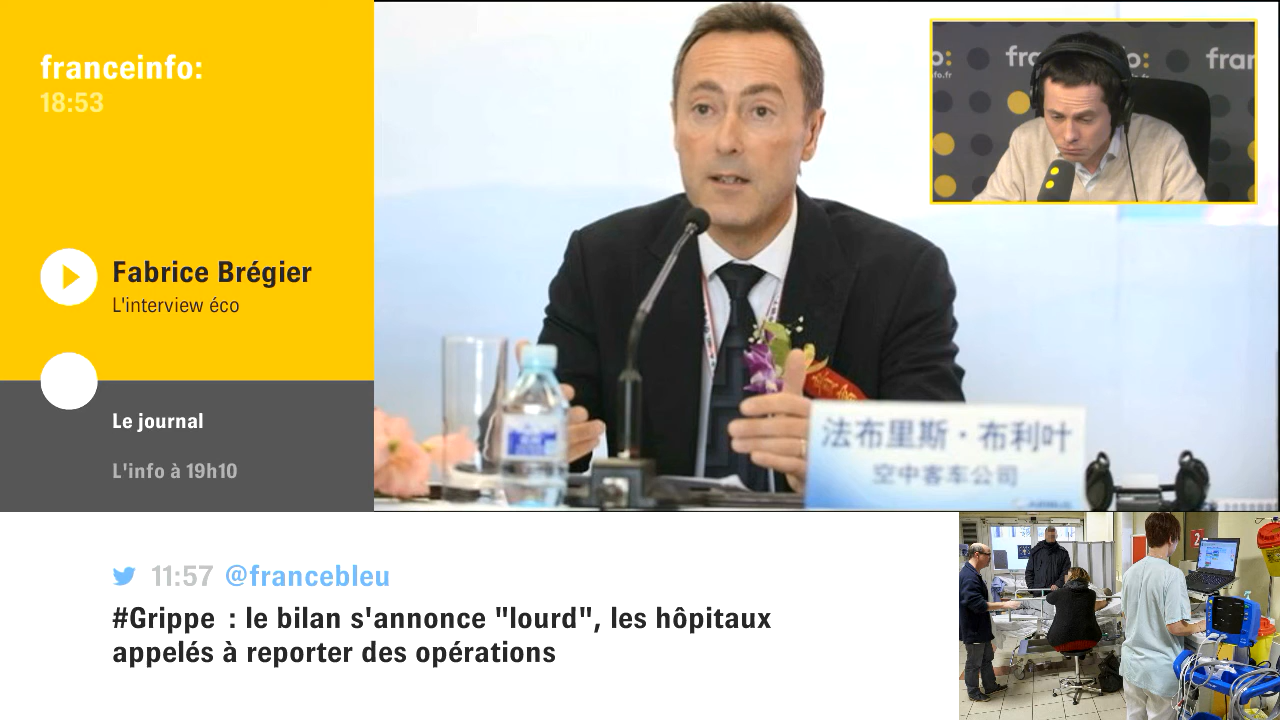 franceinfo:
18:53
Fabrice Brégier
L'interview éco
Le journal
L'info à 19h10
法布里斯·布利叶
空中客车公司
11:57 @francebleu
#Grippe : le bilan s'annonce "lourd", les hôpitaux
appelés à reporter des opérations
2